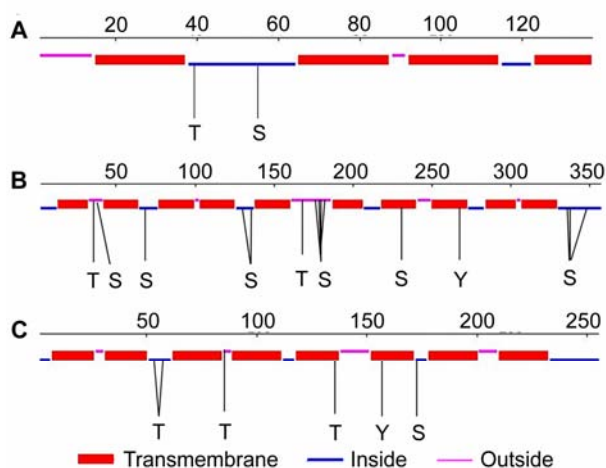 A
20 40 60 80 100 120
T S
B
50 100 150 200 250 300 350
T S S S T S S Y S
C
50 100 150 200 250
T T T Y S
Transmembrane Inside Outside